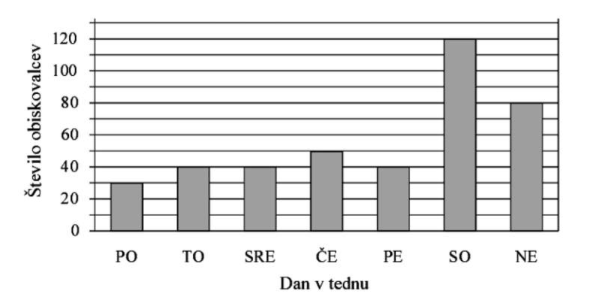 Število obiskovalcev
120
100
80
60
40
20
0
PO TO SRE ČE PE SO NE
Dan v tednu